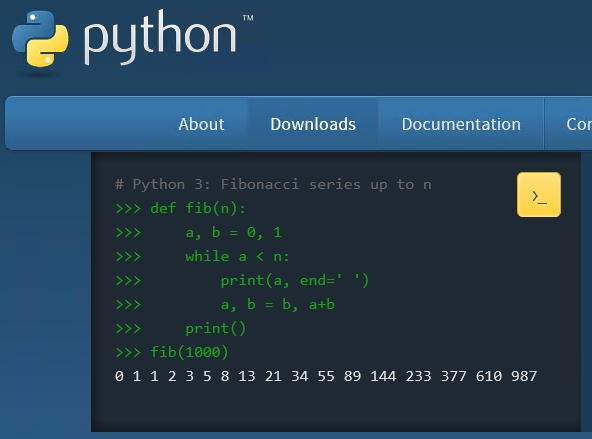 python™
About Downloads Documentation
# Python 3: Fibonacci series up to n
>>> def fib(n):
>>>     a, b = 0, 1
>>>     while a < n:
>>>         print(a, end=' ')
>>>         a, b = b, a+b
>>>     print()
>>> fib(1000)
0 1 1 2 3 5 8 13 21 34 55 89 144 233 377 610 987
>_